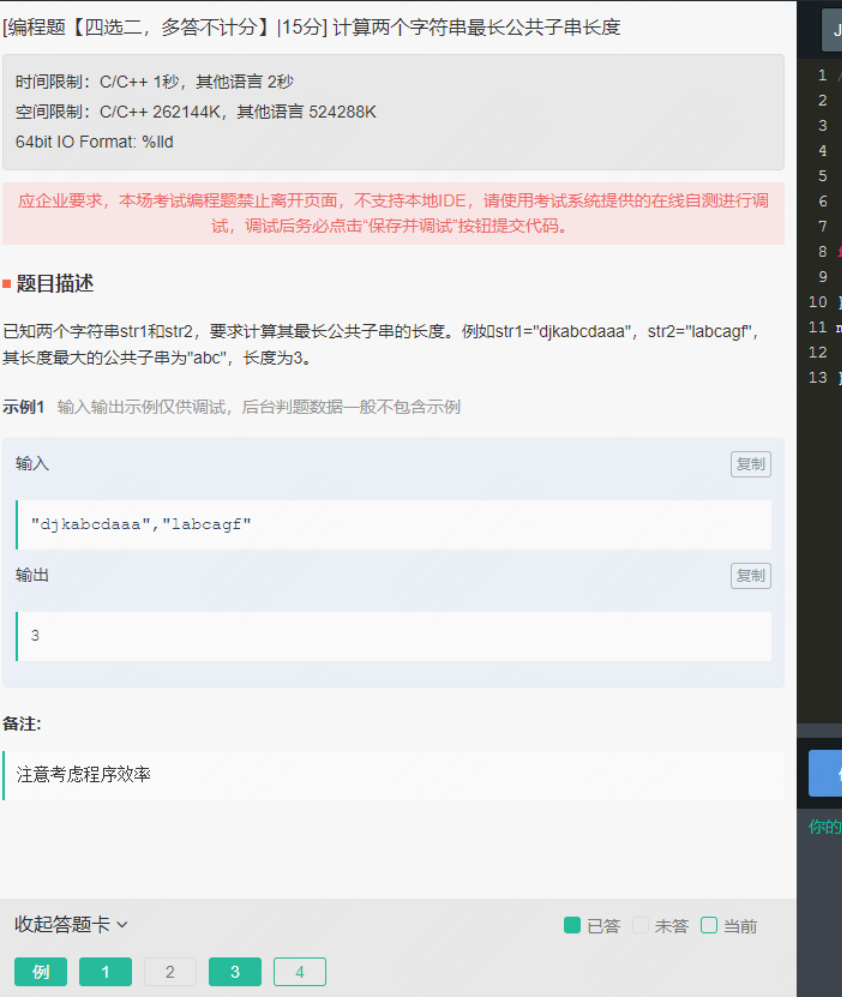 [编程题【四选二，多答不计分】|15分] 计算两个字符串最长公共子串长度
时间限制：C/C++ 1秒，其他语言 2秒
空间限制：C/C++ 262144K，其他语言 524288K
64bit IO Format: %lld
应企业要求，本场考试编程题禁止离开页面，不支持本地IDE，请使用考试系统提供的在线自测进行调
试，调试后务必点击“保存并调试”按钮提交代码。
题目描述
已知两个字符串str1和str2，要求计算其最长公共子串的长度。例如str1="djkabcdaaa"，str2="labcagf"，
其长度最大的公共子串为"abc"，长度为3。
示例1 输入输出示例仅供调试，后台判题数据一般不包含示例
输入 复制
"djkabcdaaa","labcagf"
输出 复制
3
备注:
注意考虑程序效率
收起答题卡 已答 未答 当前
例 1 2 3 4
1 /
2
3
4
5
6
7
8
9
10 }
11
12
13 }
你的